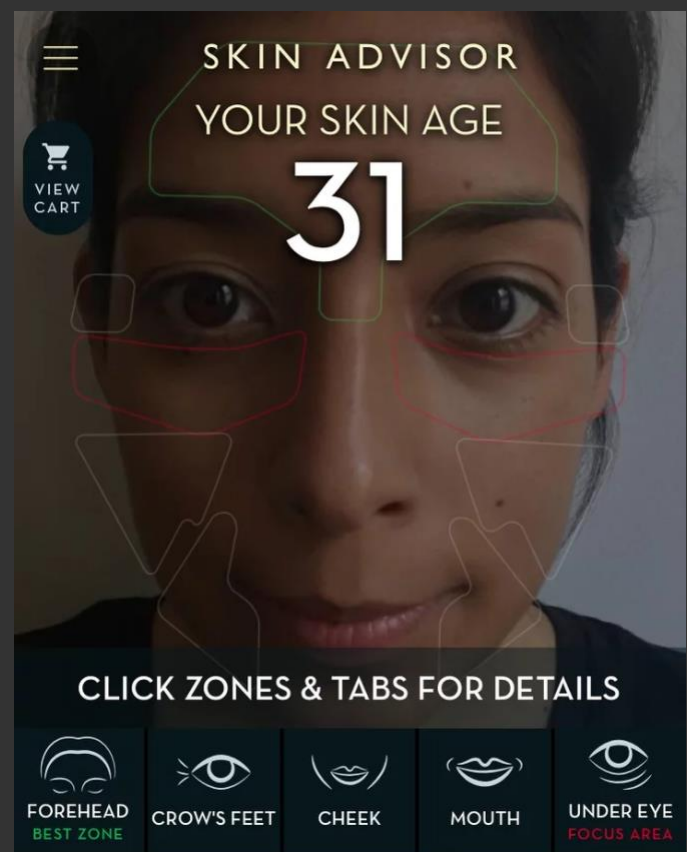 SKIN ADVISOR
YOUR SKIN AGE
31
VIEW
CART
CLICK ZONES & TABS FOR DETAILS
FOREHEAD
BEST ZONE
CROW'S FEET
CHEEK
MOUTH
UNDER EYE
FOCUS AREA